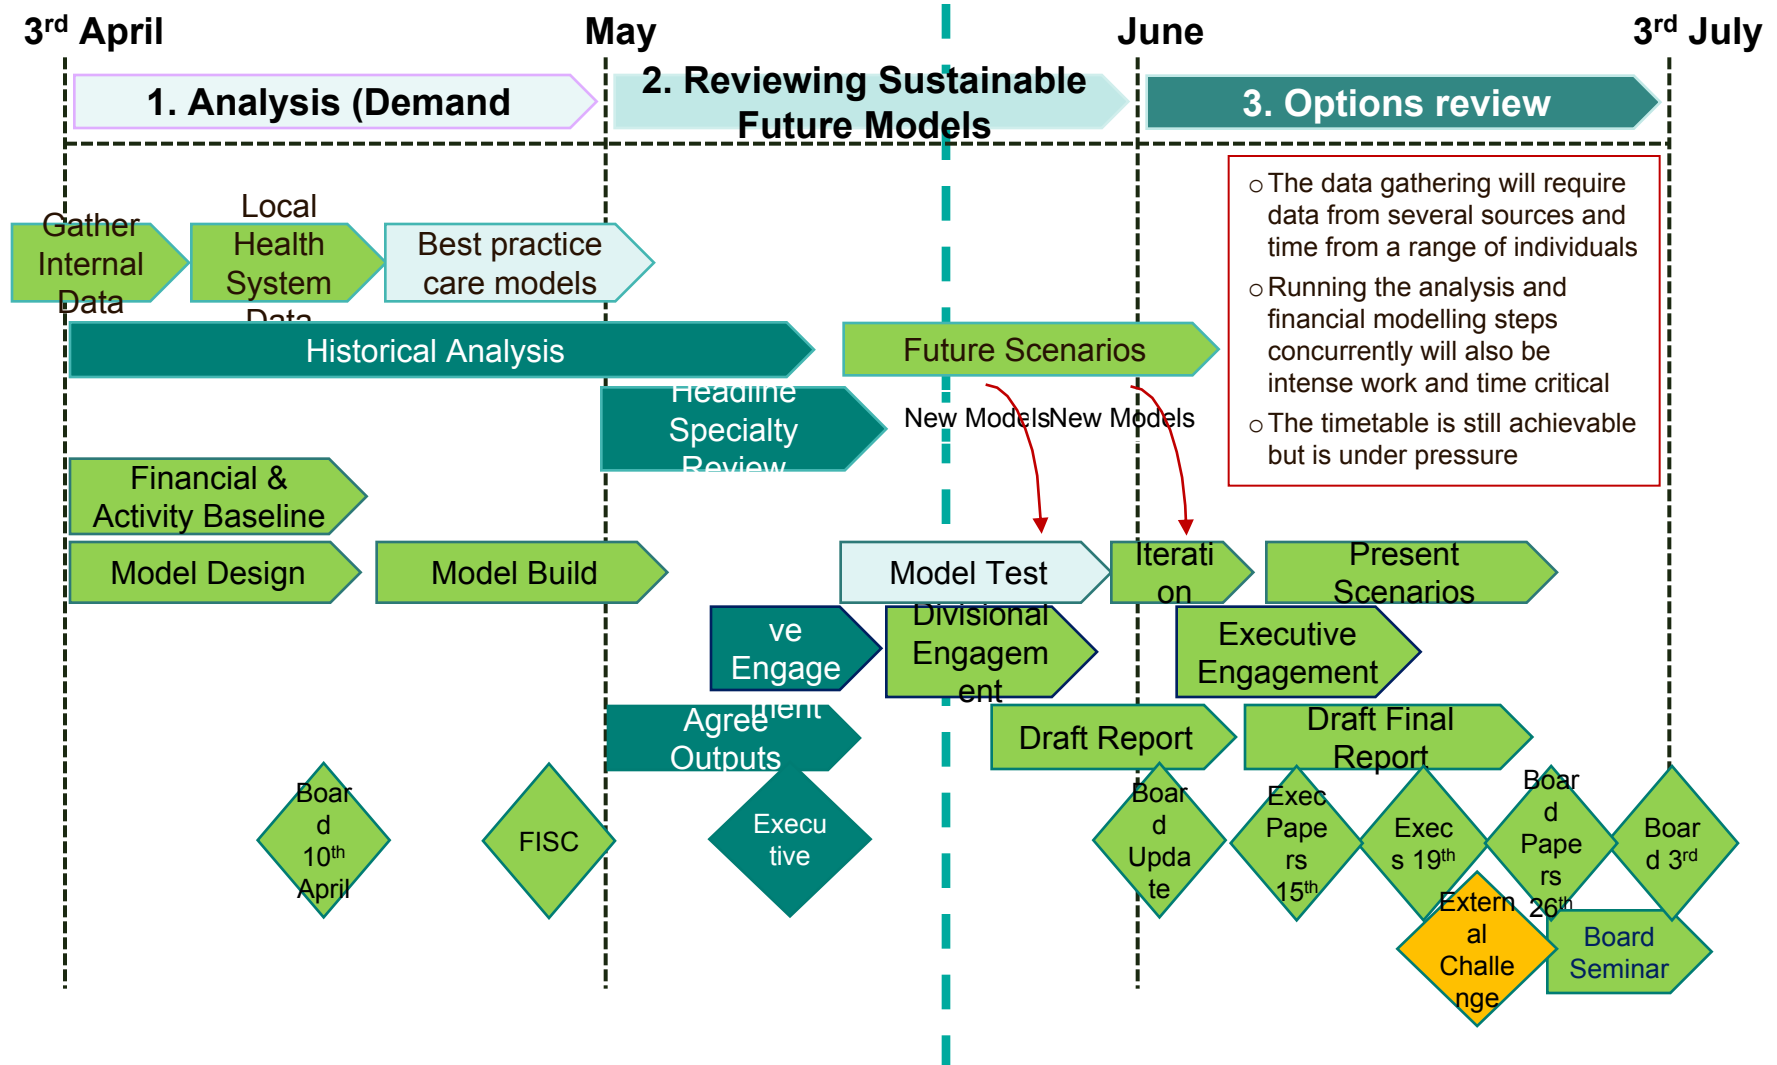 3rd April
May
June
3rd July
1. Analysis (Demand
2. Reviewing Sustainable
Future Models
3. Options review
Gather
Internal
Data
Local
Health
System
Data
Best practice
care models
Historical Analysis
Future Scenarios
Headline
Specialty
Review
New Models
New Models
○ The data gathering will require
data from several sources and
time from a range of individuals
○ Running the analysis and
financial modelling steps
concurrently will also be
intense work and time critical
○ The timetable is still achievable
but is under pressure
Financial &
Activity Baseline
Model Design
Model Build
Model Test
Iterati
on
Present
Scenarios
ve
Engage
ment
Divisional
Engagem
ent
Executive
Engagement
Agree
Outputs
Draft Report
Draft Final
Report
Boar
d
10th
April
FISC
Execu
tive
Boar
d
Upda
te
Exec
Pape
rs
15th
Exec
s 19th
Boar
d
Pape
rs
26th
Boar
d 3rd
Extern
al
Challe
nge
Board
Seminar